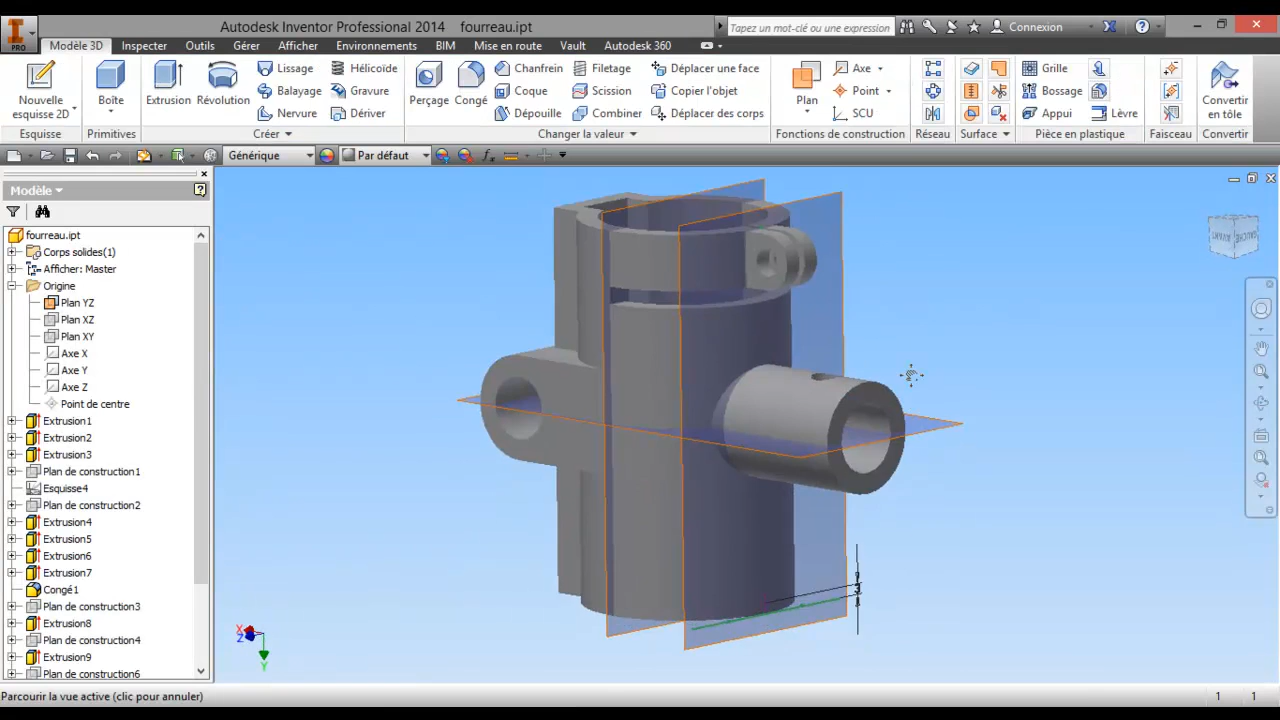 Autodesk Inventor Professional 2014 fourreau.ipt
Tapez un mot-clé ou une expression
Connexion
PRO
Modèle 3D Inspecter Outils Gérer Afficher Environnements BIM Mise en route Vault Autodesk 360
Nouvelle esquisse 2D
Esquisse
Boîte
Primitives
Extrusion
Révolution
Lissage
Balayage
Nervure
Hélicoïde
Gravure
Dériver
Créer
Perçage
Congé
Chanfrein
Coque
Dépouille
Filetage
Scission
Combiner
Déplacer une face
Copier l'objet
Déplacer des corps
Changer la valeur
Plan
Axe
Point
SCU
Fonctions de construction
Réseau
Surface
Grille
Bossage
Appui
Lèvre
Pièce en plastique
Faisceau
Convertir en tôle
Convertir
Générique
Par défaut
Modèle
fourreau.ipt
Corps solides(1)
Afficher: Master
Origine
Plan YZ
Plan XZ
Plan XY
Axe X
Axe Y
Axe Z
Point de centre
Extrusion1
Extrusion2
Extrusion3
Plan de construction1
Esquisse4
Plan de construction2
Extrusion4
Extrusion5
Extrusion6
Extrusion7
Congé1
Plan de construction3
Extrusion8
Plan de construction4
Extrusion9
Plan de construction6
X
Z
Y
Parcourir la vue active (clic pour annuler)
1 1